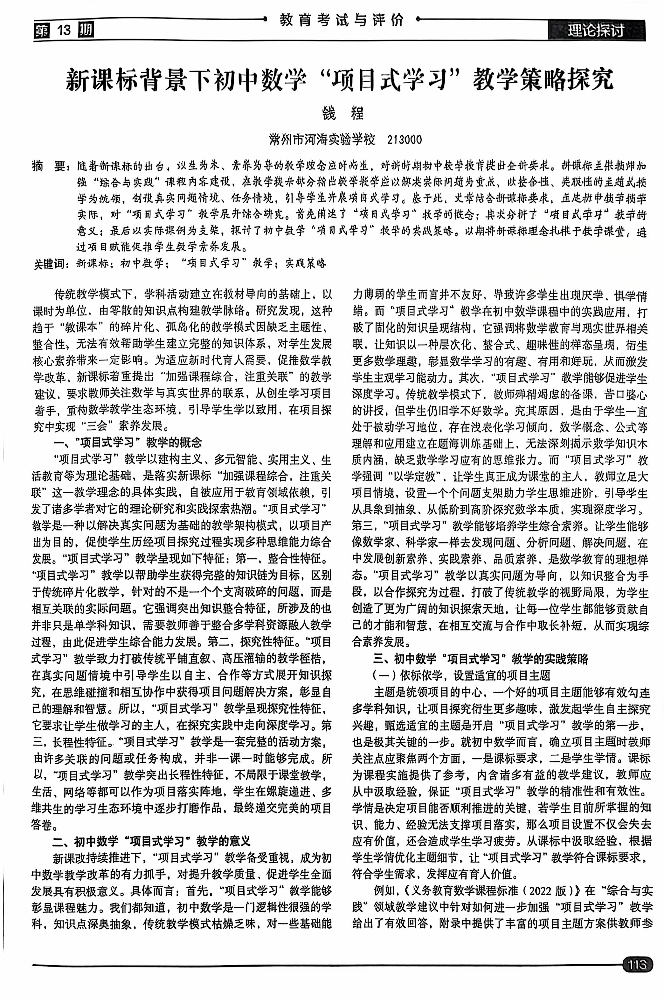 教育考试与评价
第 13 期
理论探讨
新课标背景下初中数学“项目式学习”教学策略探究
钱 程
常州市河海实验学校 213000
摘 要：随着新课标的出台，以生为本、素养为导的教学理念应时而生，对新时期初中数学教育提出全新要求。新课标主张教师加
强“综合与实践”课程内容建设，在教学提示部分指出数学教学应以解决实际问题为重点，以整合性、关联性的主题式教
学为统领，创设真实问题情境、任务情境，引导学生开展项目式学习。基于此，文章结合新课标要求，立足初中数学教学
实际，对“项目式学习”教学展开综合研究。首先阐述了“项目式学习”教学的概念；其次分析了“项目式学习”教学的
意义；最后以实际课例为支架，探讨了初中数学“项目式学习”教学的实践策略。以期将新课标理念扎根于数学课堂，通
过项目赋能促推学生数学素养发展。
关键词：新课标；初中数学；“项目式学习”教学；实践策略
传统教学模式下，学科活动建立在教材导向的基础上，以
课时为单位，由零散的知识点构建教学脉络。研究发现，这种
趋于“教课本”的碎片化、孤岛化的教学模式因缺乏主题性、
整合性，无法有效帮助学生建立完整的知识体系，对学生发展
核心素养带来一定影响。为适应新时代育人需要，促推数学教
学改革，新课标着重提出“加强课程综合，注重关联”的教学
建议，要求教师关注数学与真实世界的联系，从创生学习项目
着手，重构数学教学生态环境，引导学生学以致用，在项目探
究中实现“三会”素养发展。
一、“项目式学习”教学的概念
“项目式学习”教学以建构主义、多元智能、实用主义、生
活教育等为理论基础，是落实新课标“加强课程综合，注重关
联”这一教学理念的具体实践，自被应用于教育领域依赖，引
发了诸多学者对它的理论研究和实践探索热潮。“项目式学习”
教学是一种以解决真实问题为基础的教学架构模式，以项目产
出为目的，促使学生历经项目探究过程实现多种思维能力综合
发展。“项目式学习”教学呈现如下特征：第一，整合性特征。
“项目式学习”教学以帮助学生获得完整的知识链为目标，区别
于传统碎片化教学，针对的不是一个个支离破碎的问题，而是
相互关联的实际问题。它强调突出知识整合特征，所涉及的也
并非只是单学科知识，需要教师善于整合多学科资源融入教学
过程，由此促进学生综合能力发展。第二，探究性特征。“项目
式学习”教学致力打破传统平铺直叙、高压灌输的教学桎梏，
在真实问题情境中引导学生以自主、合作等方式展开知识探
究，在思维碰撞和相互协作中获得项目问题解决方案，彰显自
己的理解和智慧。所以，“项目式学习”教学呈现探究性特征，
它要求让学生做学习的主人，在探究实践中走向深度学习。第
三，长程性特征。“项目式学习”教学是一套完整的活动方案，
由许多关联的问题或任务构成，并非一课一时能够完成。所
以，“项目式学习”教学突出长程性特征，不局限于课堂教学，
生活、网络等都可以作为项目落实阵地，学生在螺旋递进、多
维共生的学习生态环境中逐步打磨作品，最终递交完美的项目
答卷。
二、初中数学“项目式学习”教学的意义
新课改持续推进下，“项目式学习”教学备受重视，成为初
中数学教学改革的有力抓手，对提升教学质量、促进学生全面
发展具有积极意义。具体而言：首先，“项目式学习”教学能够
彰显课程魅力。我们都知道，初中数学是一门逻辑性很强的学
科，知识点深奥抽象，传统教学模式枯燥乏味，对一些基础能
力薄弱的学生而言并不友好，导致许多学生出现厌学、惧学情
绪。而“项目式学习”教学在初中数学课程中的实践应用，打
破了固化的知识呈现结构，它强调将数学教育与现实世界相关
联，让知识以一种层次化、整合式、趣味性的样态呈现，衍生
更多数学理趣，彰显数学学习的有趣、有用和好玩，从而激发
学生主观学习能动力。其次，“项目式学习”教学能够促进学生
深度学习。传统教学模式下，教师殚精竭虑的备课，苦口婆心
的讲授，但学生仍旧学不好数学。究其原因，是由于学生一直
处于被动学习地位，存在浅表化学习倾向，数学概念、公式等
理解和应用建立在题海训练基础上，无法深刻揭示数学知识本
质内涵，缺乏数学学习应有的思维张力。而“项目式学习”教
学强调“以学定教”，让学生真正成为课堂的主人，教师立足大
项目情境，设置一个个问题支架助力学生思维进阶，引导学生
从具象到抽象、从低阶到高阶探究数学本质，实现深度学习。
第三，“项目式学习”教学能够培养学生综合素养。让学生能够
像数学家、科学家一样去发现问题、分析问题、解决问题，在
中发展创新素养、实践素养、品质素养，是数学教育的理想样
态。“项目式学习”教学以真实问题为导向，以知识整合为手
段，以合作探究为过程，打破了传统教学的视野局限，为学生
创造了更为广阔的知识探索天地，让每一位学生都能够贡献自
己的才能和智慧，在相互交流与合作中取长补短，从而实现综
合素养发展。
三、初中数学“项目式学习”教学的实践策略
（一）依标依学，设置适宜的项目主题
主题是统领项目的中心，一个好的项目主题能够有效勾连
多学科知识，让项目探究衍生更多趣味，激发起学生自主探究
兴趣，甄选适宜的主题是开启“项目式学习”教学的第一步，
也是极其关键的一步。就初中数学而言，确立项目主题时教师
关注点应聚焦两个方面，一是课标要求，二是学生学情。课标
为课程实施提供了参考，内含诸多有益的教学建议，教师应
从中汲取经验，保证“项目式学习”教学的精准性和有效性。
学情是决定项目能否顺利推进的关键，若学生目前所掌握的知
识、能力、经验无法支撑项目落实，那么项目设置不仅会失去
应有价值，还会造成学生学习疲劳。从课标中汲取经验，根据
学生学情优化主题细节，让“项目式学习”教学符合课标要求，
符合学生需求，发挥应有育人价值。
例如，《义务教育数学课程标准（2022 版）》在“综合与实
践”领域教学建议中针对如何进一步加强“项目式学习”教学
给出了有效回答，附录中提供了丰富的项目主题方案供教师参
113